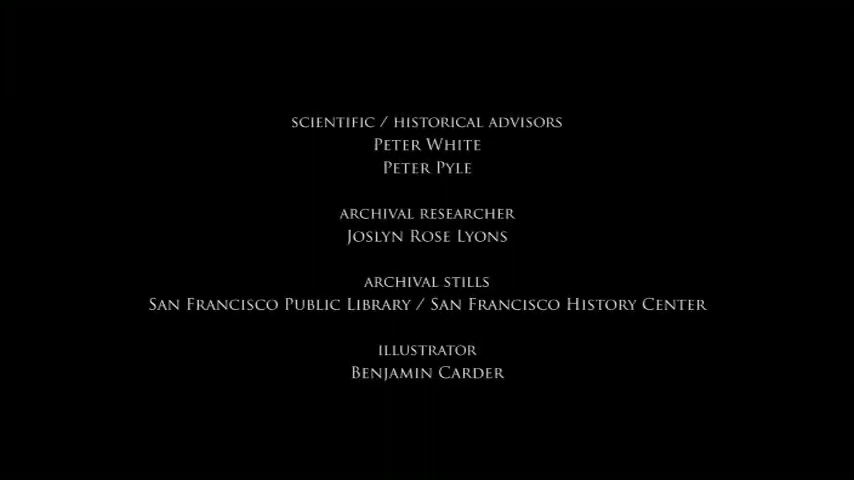 SCIENTIFIC / HISTORICAL ADVISORS
PETER WHITE
PETER PYLE
ARCHIVAL RESEARCHER
JOSLYN ROSE LYONS
ARCHIVAL STILLS
SAN FRANCISCO PUBLIC LIBRARY / SAN FRANCISCO HISTORY CENTER
ILLUSTRATOR
BENJAMIN CARDER